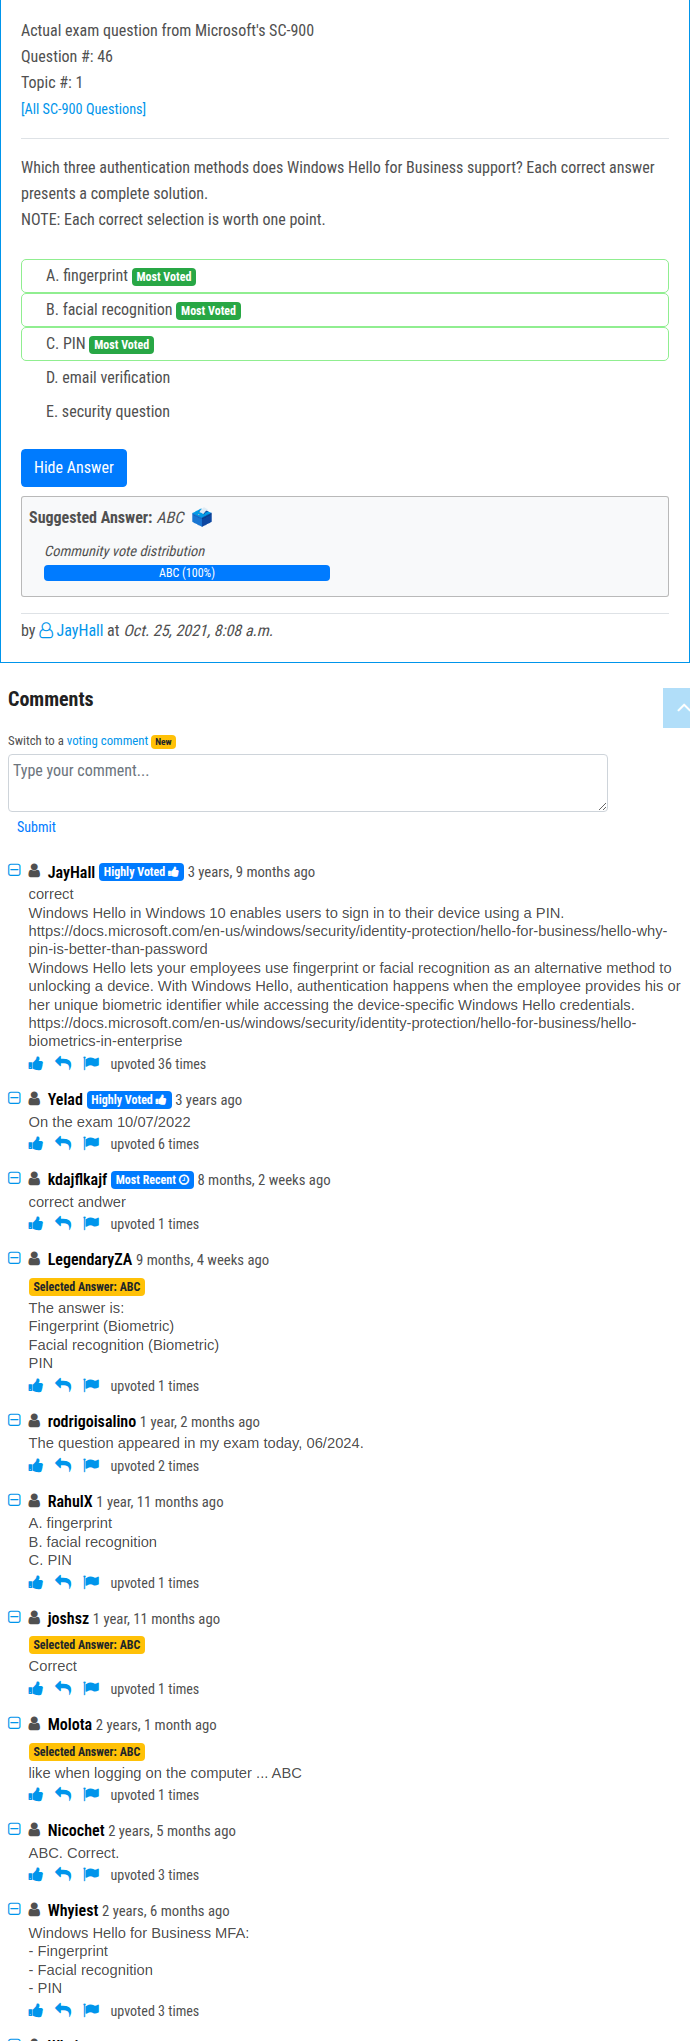 Actual exam question from Microsoft's SC-900
Question #: 46
Topic #: 1
[All SC-900 Questions]
Which three authentication methods does Windows Hello for Business support? Each correct answer
presents a complete solution.
NOTE: Each correct selection is worth one point.
A. fingerprint Most Voted
B. facial recognition Most Voted
C. PIN Most Voted
D. email verification
E. security question
Hide Answer
Suggested Answer: ABC
Community vote distribution
ABC (100%)
by JayHall at Oct. 25, 2021, 8:08 a.m.
Comments
Switch to a voting comment New
Type your comment...
Submit
JayHall Highly Voted 3 years, 9 months ago
correct
Windows Hello in Windows 10 enables users to sign in to their device using a PIN.
https://docs.microsoft.com/en-us/windows/security/identity-protection/hello-for-business/hello-why-
pin-is-better-than-password
Windows Hello lets your employees use fingerprint or facial recognition as an alternative method to
unlocking a device. With Windows Hello, authentication happens when the employee provides his or
her unique biometric identifier while accessing the device-specific Windows Hello credentials.
https://docs.microsoft.com/en-us/windows/security/identity-protection/hello-for-business/hello-
biometrics-in-enterprise
upvoted 36 times
Yelad Highly Voted 3 years ago
On the exam 10/07/2022
upvoted 6 times
kdajflkajf Most Recent 8 months, 2 weeks ago
correct andwer
upvoted 1 times
LegendaryZA 9 months, 4 weeks ago
Selected Answer: ABC
The answer is:
Fingerprint (Biometric)
Facial recognition (Biometric)
PIN
upvoted 1 times
rodrigoisalino 1 year, 2 months ago
The question appeared in my exam today, 06/2024.
upvoted 2 times
RahulX 1 year, 11 months ago
A. fingerprint
B. facial recognition
C. PIN
upvoted 1 times
joshsz 1 year, 11 months ago
Selected Answer: ABC
Correct
upvoted 1 times
Molota 2 years, 1 month ago
Selected Answer: ABC
like when logging on the computer ... ABC
upvoted 1 times
Nicochet 2 years, 5 months ago
ABC. Correct.
upvoted 3 times
Whyiest 2 years, 6 months ago
Windows Hello for Business MFA:
- Fingerprint
- Facial recognition
- PIN
upvoted 3 times